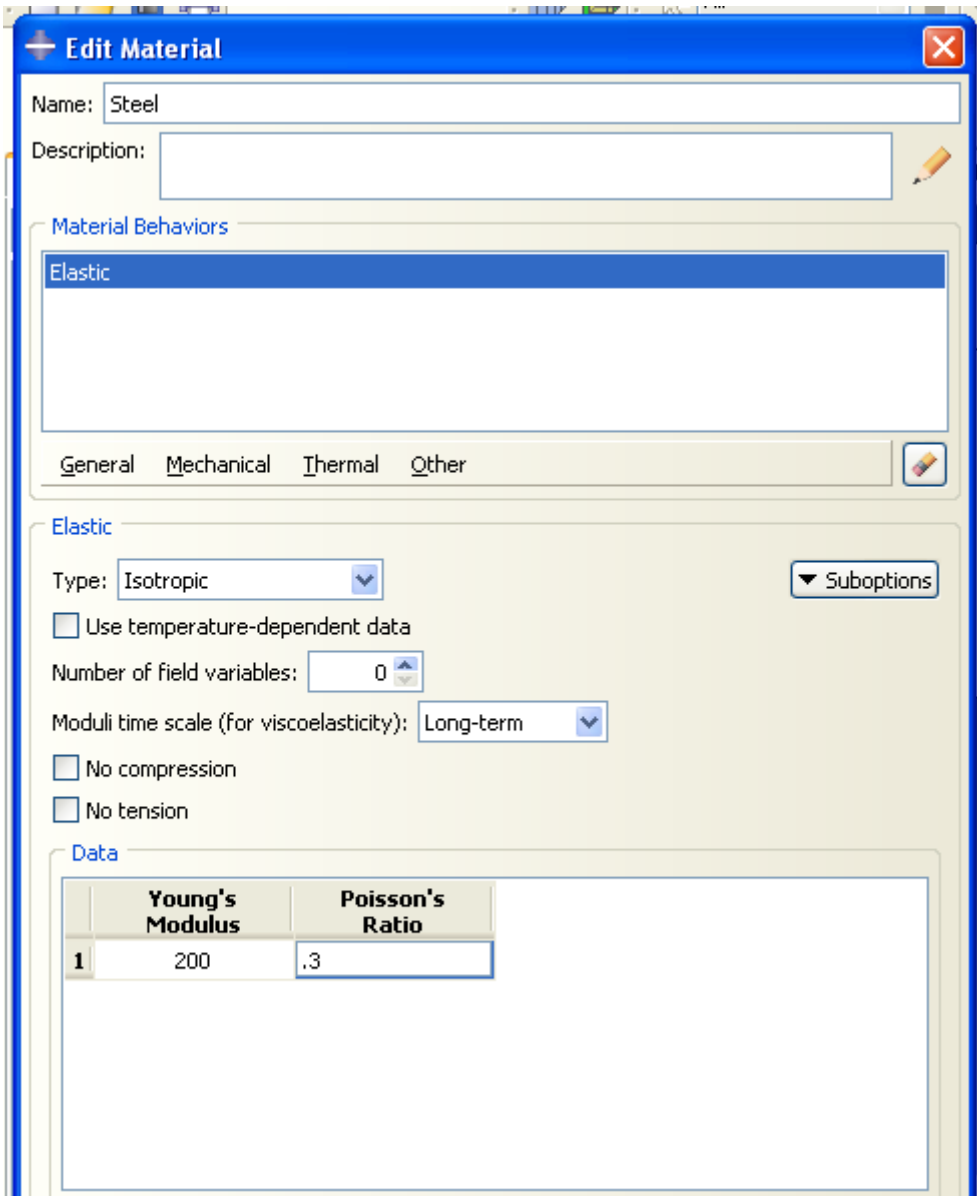 Edit Material
Name: Steel
Description:
Material Behaviors
Elastic
General Mechanical Thermal Other
Elastic
Type: Isotropic Suboptions
Use temperature-dependent data
Number of field variables: 0
Moduli time scale (for viscoelasticity): Long-term
No compression
No tension
Data
Young's Poisson's
Modulus Ratio
1 200 .3